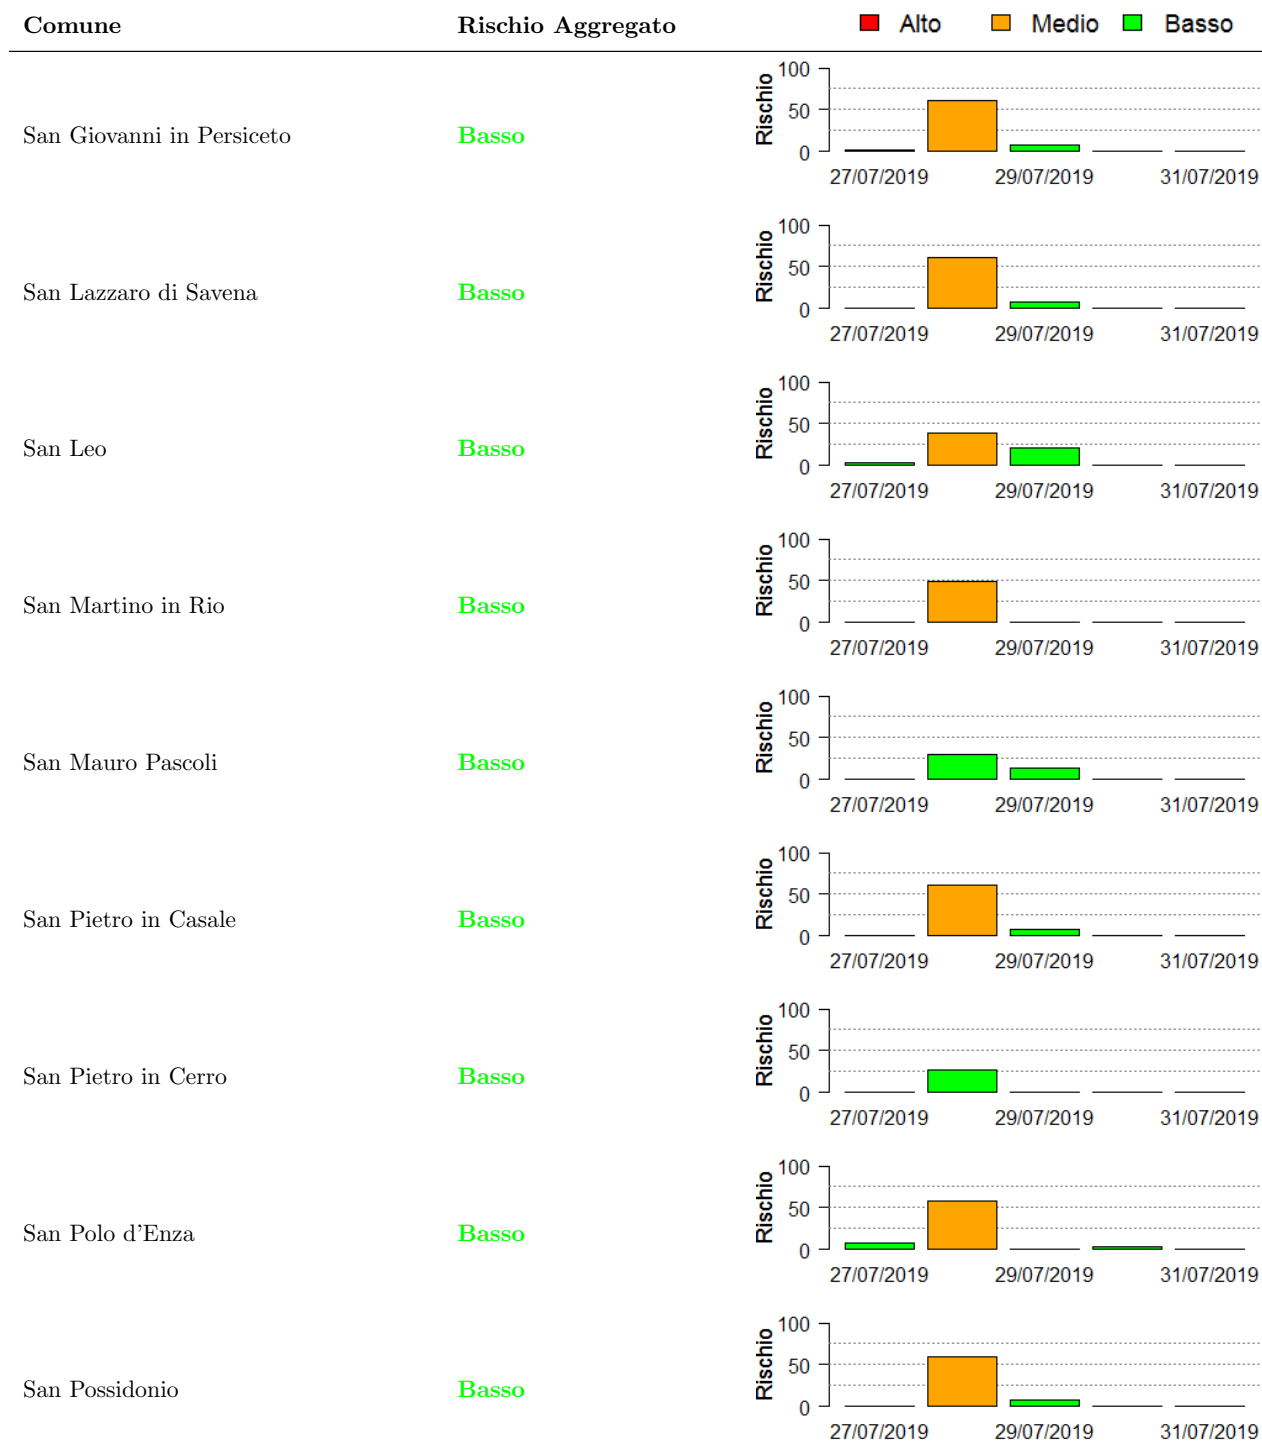 Comune Rischio Aggregato Alto Medio Basso
San Giovanni in Persiceto Basso Rischio 100 50 0
27/07/2019 29/07/2019 31/07/2019
San Lazzaro di Savena Basso Rischio 100 50 0
27/07/2019 29/07/2019 31/07/2019
San Leo Basso Rischio 100 50 0
27/07/2019 29/07/2019 31/07/2019
San Martino in Rio Basso Rischio 100 50 0
27/07/2019 29/07/2019 31/07/2019
San Mauro Pascoli Basso Rischio 100 50 0
27/07/2019 29/07/2019 31/07/2019
San Pietro in Casale Basso Rischio 100 50 0
27/07/2019 29/07/2019 31/07/2019
San Pietro in Cerro Basso Rischio 100 50 0
27/07/2019 29/07/2019 31/07/2019
San Polo d'Enza Basso Rischio 100 50 0
27/07/2019 29/07/2019 31/07/2019
San Possidonio Basso Rischio 100 50 0
27/07/2019 29/07/2019 31/07/2019